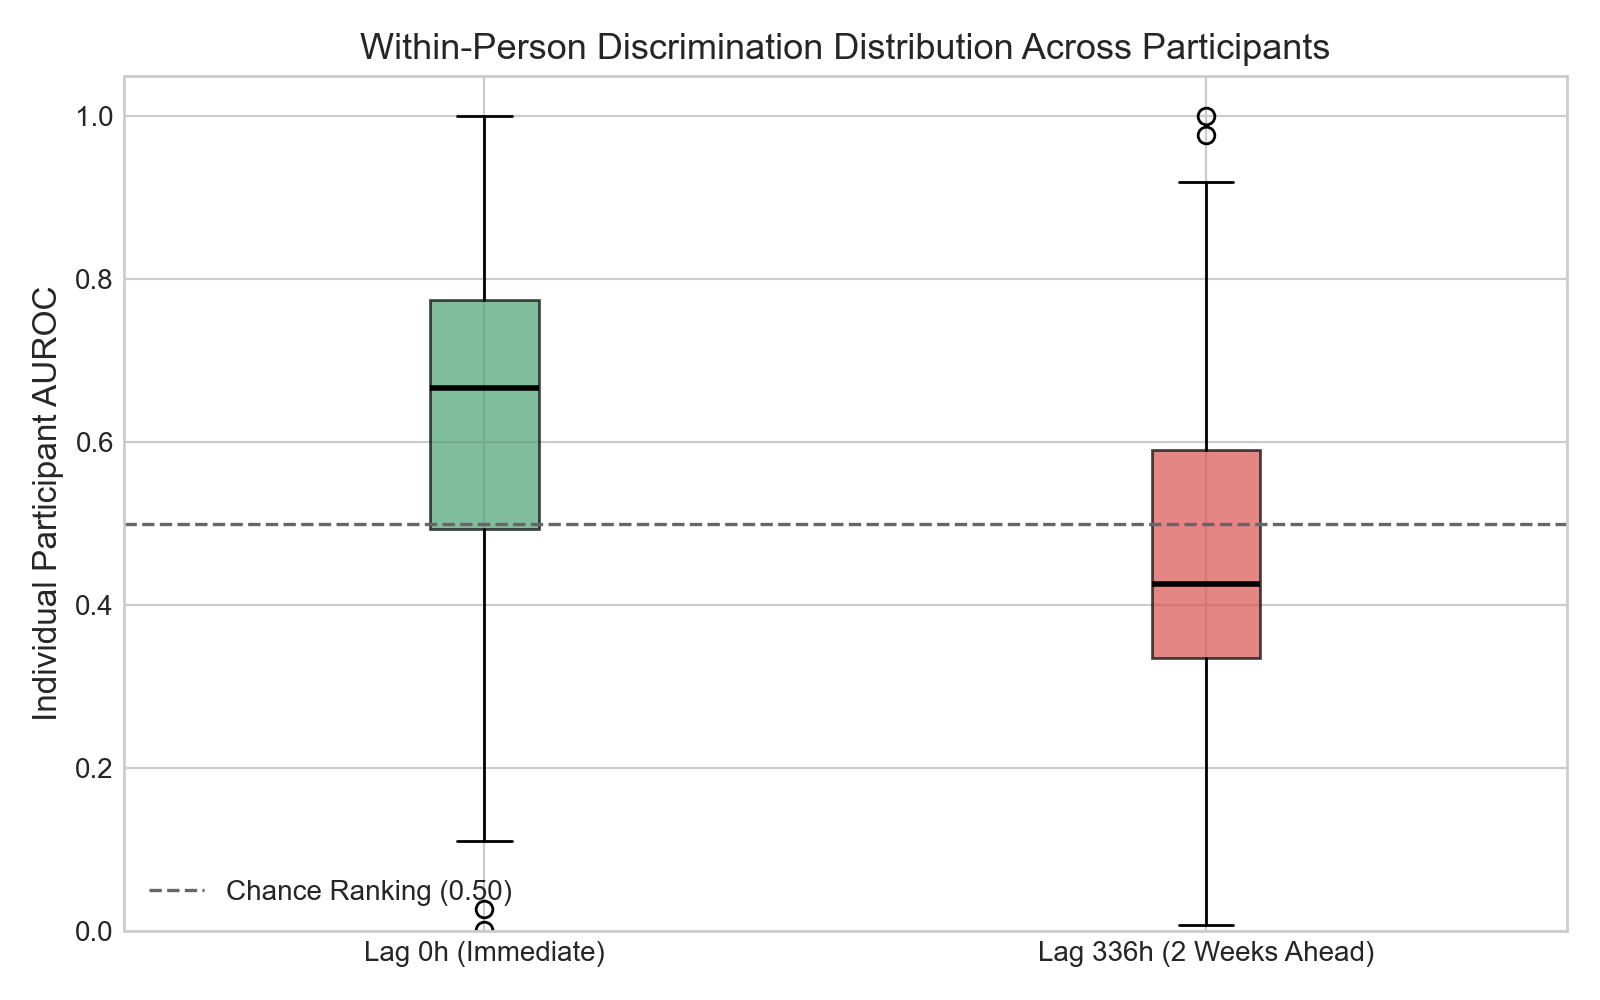 Within-Person Discrimination Distribution Across Participants
Individual Participant AUROC
1.0
0.8
0.6
0.4
0.2
0.0
Chance Ranking (0.50)
Lag 0h (Immediate)
Lag 336h (2 Weeks Ahead)